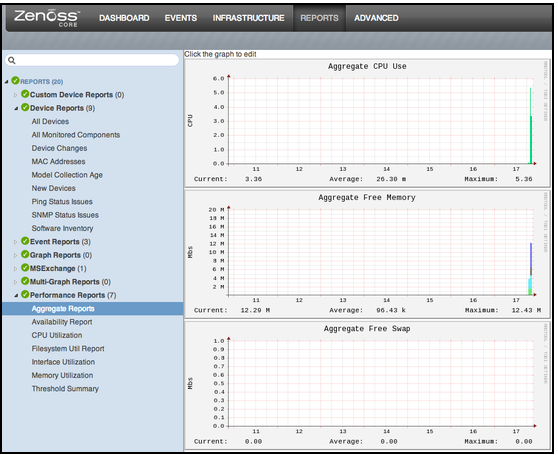 Zenoss
CORE
DASHBOARD EVENTS INFRASTRUCTURE REPORTS ADVANCED
Click the graph to edit
REPORTS (20)
Custom Device Reports (0)
Device Reports (9)
All Devices
All Monitored Components
Device Changes
MAC Addresses
Model Collection Age
New Devices
Ping Status Issues
SNMP Status Issues
Software Inventory
Event Reports (3)
Graph Reports (0)
MSExchange (1)
Multi-Graph Reports (0)
Performance Reports (7)
Aggregate Reports
Availability Report
CPU Utilization
Filesystem Util Report
Interface Utilization
Memory Utilization
Threshold Summary
Aggregate CPU Use
CPU
6.0
5.0
4.0
3.0
2.0
1.0
0.0
11 12 13 14 15 16 17
Current: 3.36 Average: 26.30 m Maximum: 5.36
Aggregate Free Memory
Mbs
20 M
18 M
16 M
14 M
12 M
10 M
8 M
6 M
4 M
2 M
11 12 13 14 15 16 17
Current: 12.29 M Average: 96.43 k Maximum: 12.43 M
Aggregate Free Swap
Mbs
1.0
0.9
0.8
0.7
0.6
0.5
0.4
0.3
0.2
0.1
0.0
11 12 13 14 15 16 17
Current: 0.00 Average: 0.00 Maximum: 0.00